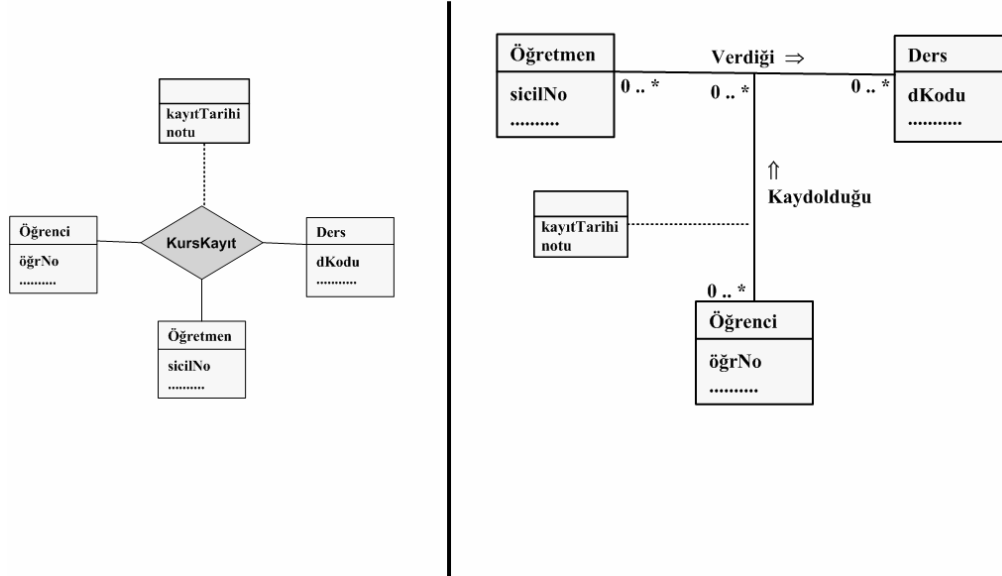 kayıtTarihi
notu
Öğrenci
öğrNo
..........
KursKayıt
Ders
dKodu
...........
Öğretmen
sicilNo
..........
Öğretmen
sicilNo
..........
Verdiği ⇒
0 .. *
0 .. *
0 .. *
Ders
dKodu
...........
⇑
Kaydolduğu
kayıtTarihi
notu
0 .. *
Öğrenci
öğrNo
..........